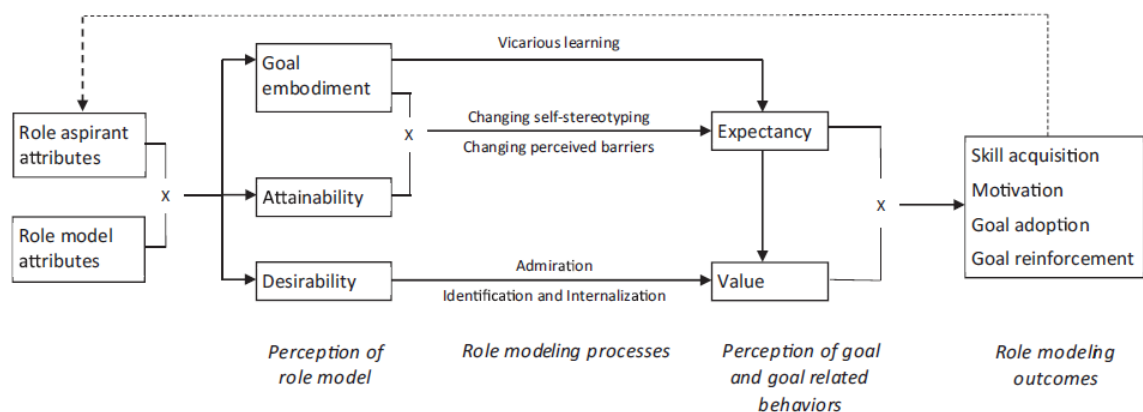 Vicarious learning
Goal
embodiment
Role aspirant
attributes
X
Changing self-stereotyping
Changing perceived barriers
Expectancy
Skill acquisition
Motivation
Goal adoption
Goal reinforcement
X
Attainability
X
Role model
attributes
Desirability
Admiration
Identification and Internalization
Value
Perception of
role model
Role modeling processes
Perception of goal
and goal related
behaviors
Role modeling
outcomes